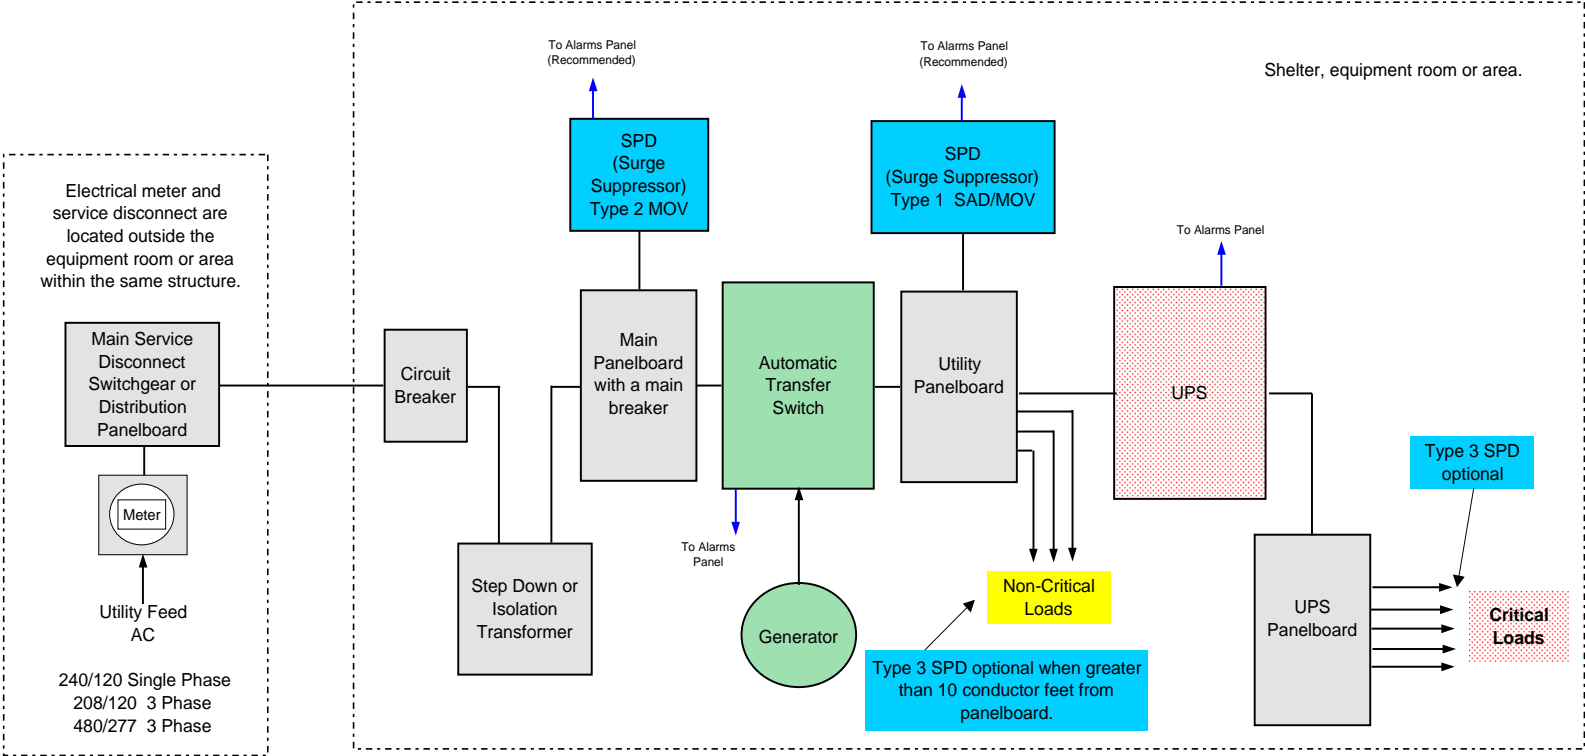 To Alarms Panel
(Recommended)
To Alarms Panel
(Recommended)
Shelter, equipment room or area.
SPD
(Surge
Suppressor)
Type 2 MOV
SPD
(Surge Suppressor)
Type 1  SAD/MOV
Electrical meter and
service disconnect are
located outside the
equipment room or area
within the same structure.
To Alarms Panel
Main Service
Disconnect
Switchgear or
Distribution
Panelboard
Circuit
Breaker
Main
Panelboard
with a main
breaker
Automatic
Transfer
Switch
Utility
Panelboard
UPS
Type 3 SPD
optional
Meter
To Alarms
Panel
Utility Feed
AC
Step Down or
Isolation
Transformer
Generator
Non-Critical
Loads
UPS
Panelboard
Critical
Loads
Type 3 SPD optional when greater
than 10 conductor feet from
panelboard.
240/120 Single Phase
208/120  3 Phase
480/277  3 Phase